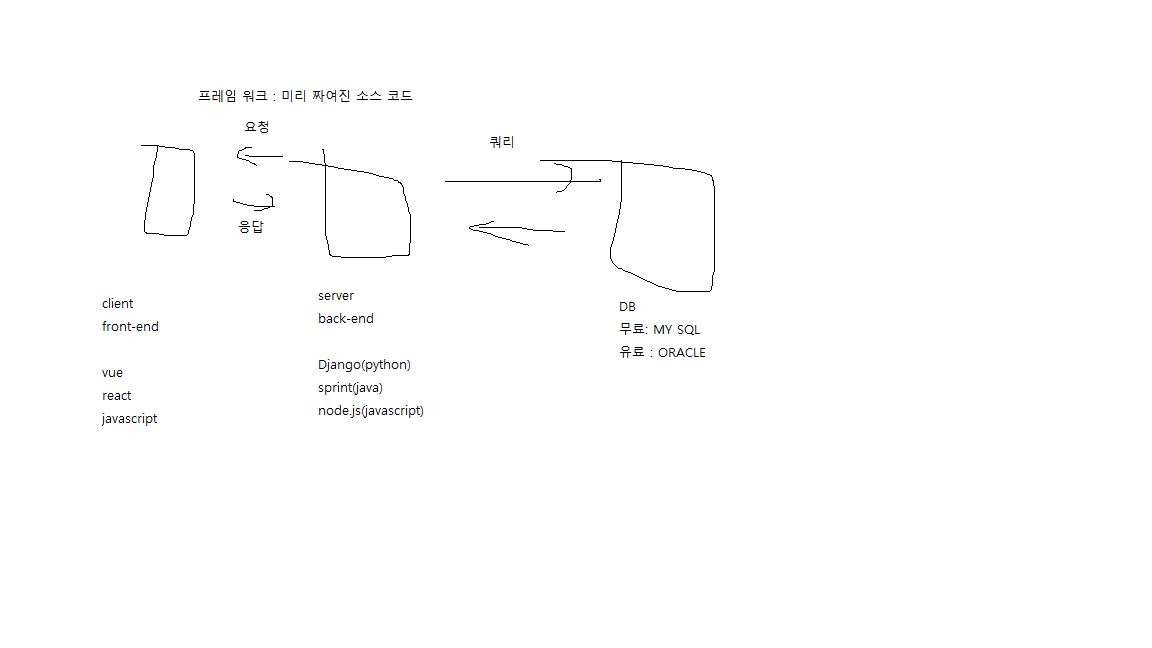 프레임 워크 : 미리 짜여진 소스 코드
요청
쿼리
응답
client
front-end
vue
react
javascript
server
back-end
Django(python)
sprint(java)
node.js(javascript)
DB
무료: MY SQL
유료 : ORACLE